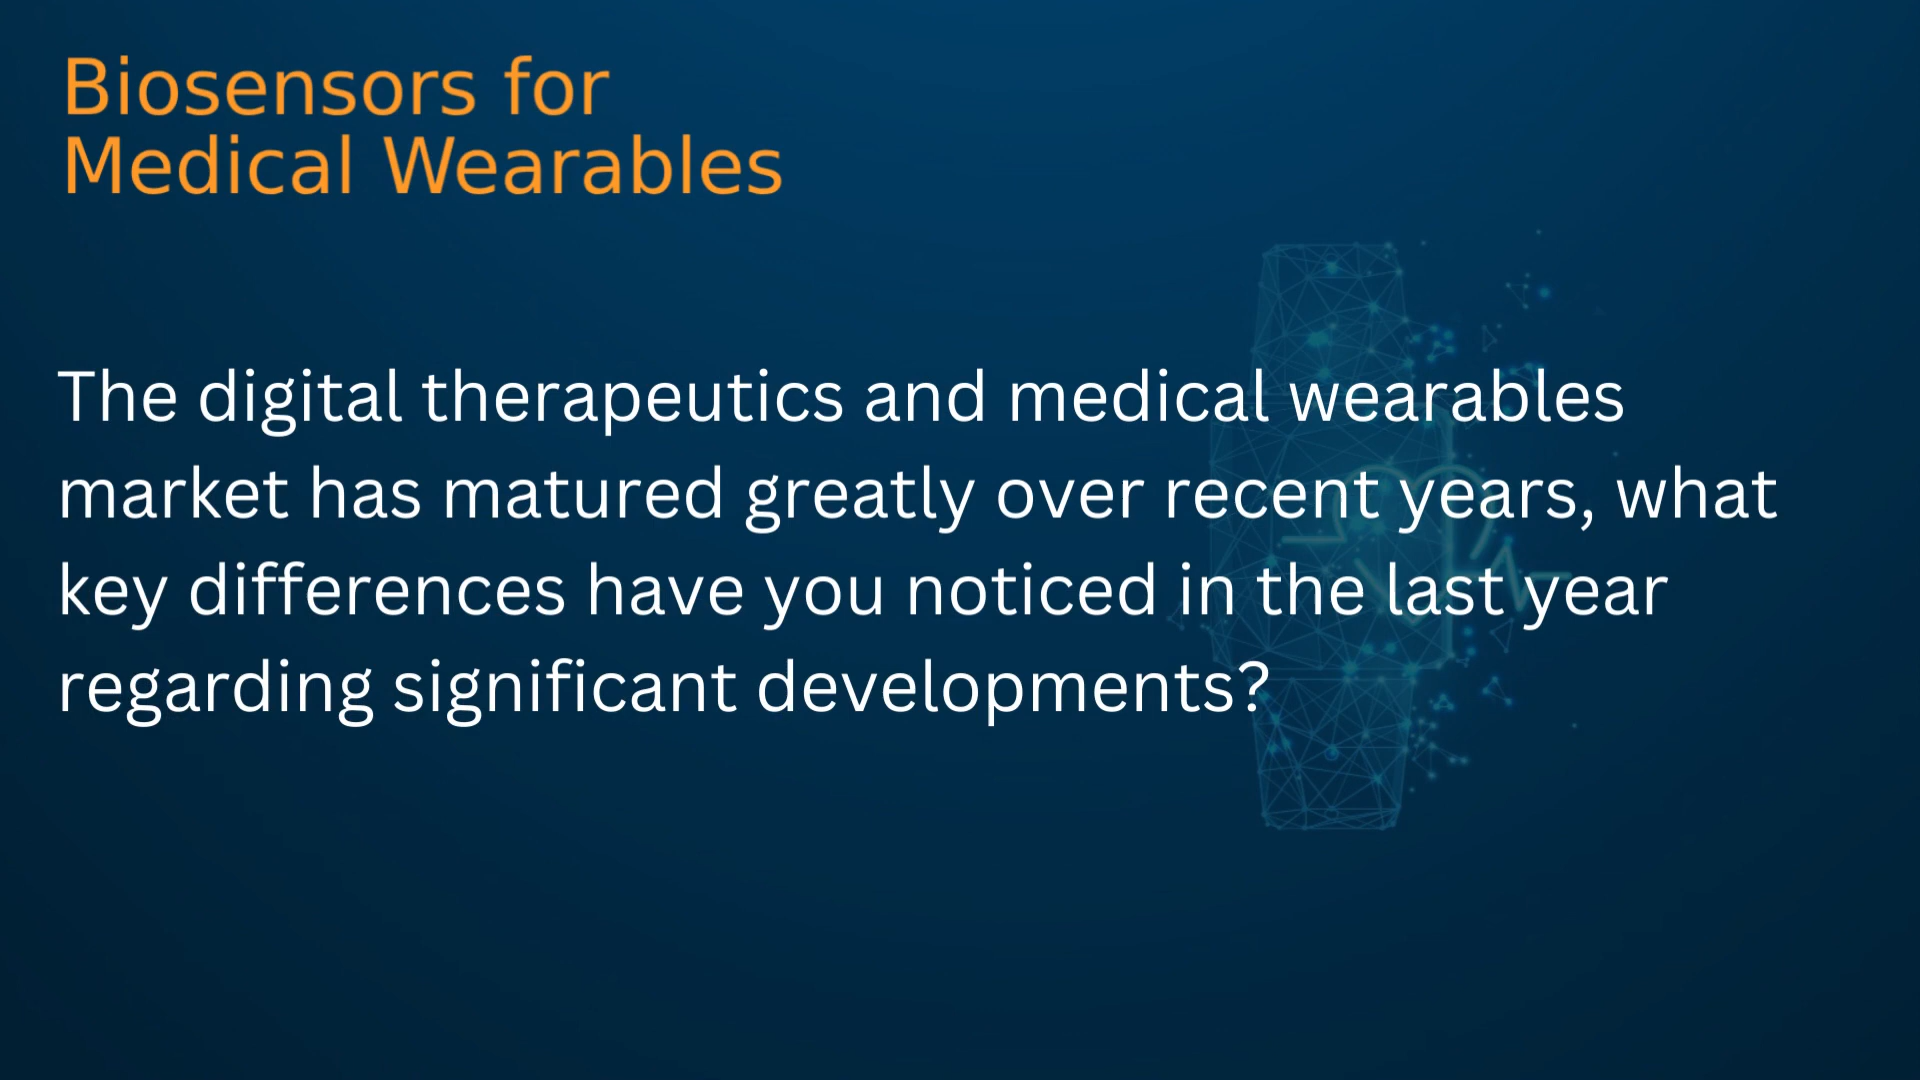 Biosensors for
Medical Wearables
The digital therapeutics and medical wearables
market has matured greatly over recent years, what
key differences have you noticed in the last year
regarding significant developments?